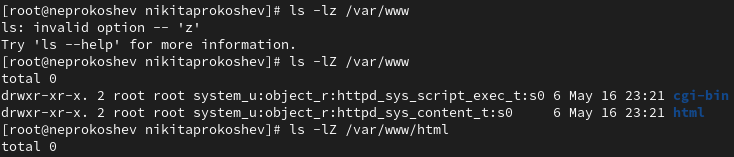 [root@neprokoshev nikitaprokoshev]# ls -lz /var/www
ls: invalid option -- 'z'
Try 'ls --help' for more information.
[root@neprokoshev nikitaprokoshev]# ls -lZ /var/www
total 0
drwxr-xr-x. 2 root root system_u:object_r:httpd_sys_script_exec_t:s0 6 May 16 23:21 cgi-bin
drwxr-xr-x. 2 root root system_u:object_r:httpd_sys_content_t:s0     6 May 16 23:21 html
[root@neprokoshev nikitaprokoshev]# ls -lZ /var/www/html
total 0